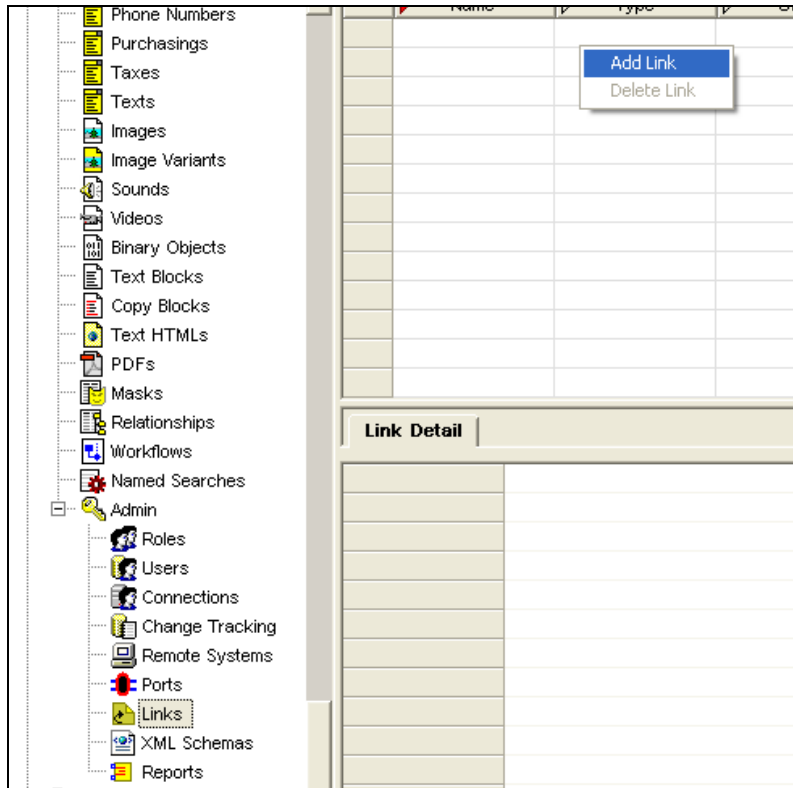 Phone Numbers
Purchasings
Taxes
Texts
Images
Image Variants
Sounds
Videos
Binary Objects
Text Blocks
Copy Blocks
Text HTMLs
PDFs
Masks
Relationships
Workflows
Named Searches
Admin
Roles
Users
Connections
Change Tracking
Remote Systems
Ports
Links
XML Schemas
Reports
Name Type
Add Link
Delete Link
Link Detail